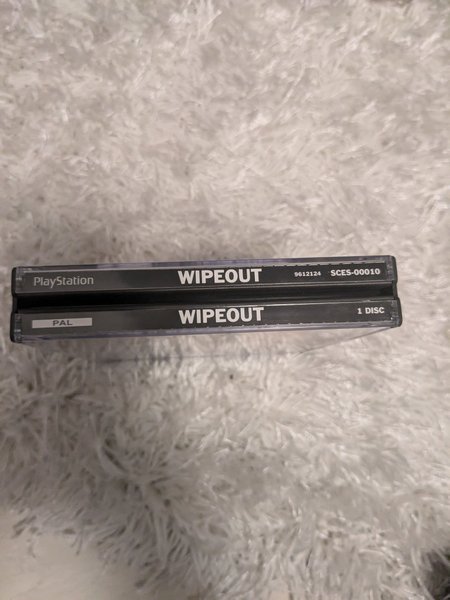 PlayStation WIPEOUT 9612124 SCES-00010
PAL WIPEOUT 1 DISC